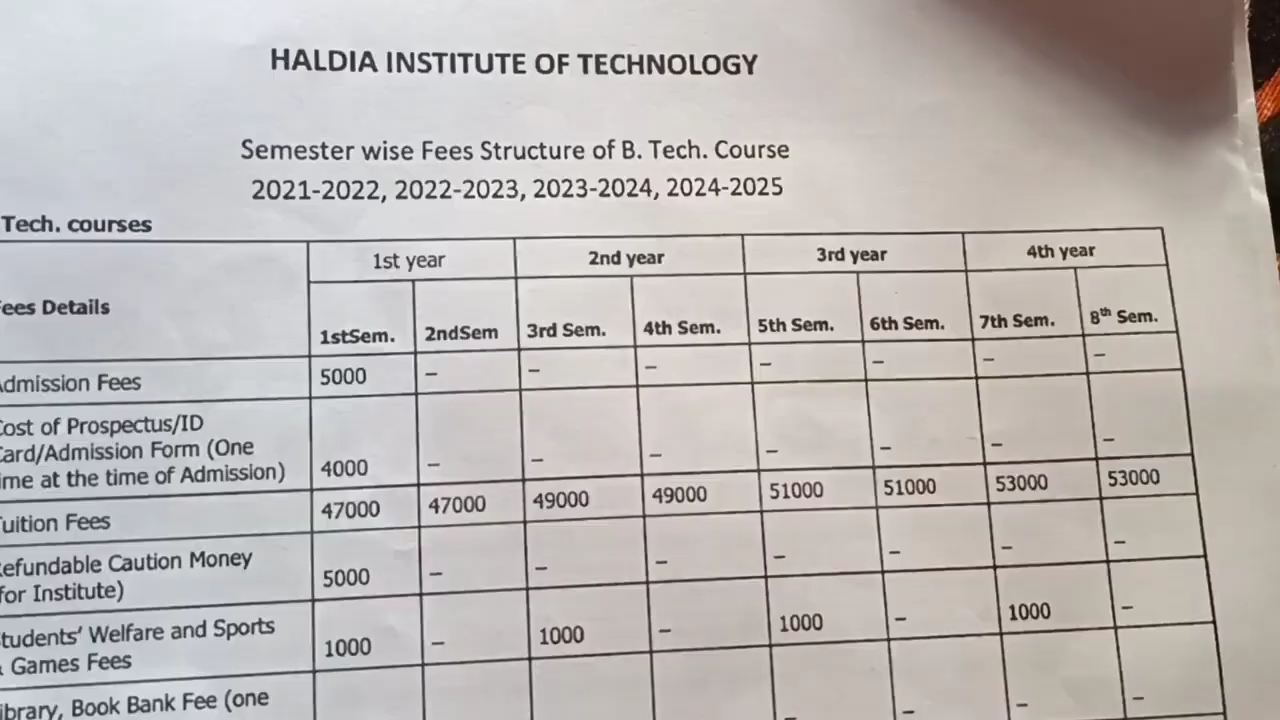 HALDIA INSTITUTE OF TECHNOLOGY
Semester wise Fees Structure of B. Tech. Course
2021-2022, 2022-2023, 2023-2024, 2024-2025
Tech. courses
1st year 2nd year 3rd year 4th year
ees Details
1stSem. 2ndSem 3rd Sem. 4th Sem. 5th Sem. 6th Sem. 7th Sem. 8th Sem.
dmission Fees 5000 – – – – – – –
ost of Prospectus/ID
ard/Admission Form (One
ime at the time of Admission) 4000 – – – – – – –
uition Fees 47000 47000 49000 49000 51000 51000 53000 53000
efundable Caution Money
for Institute) 5000 – – – – – – –
tudents' Welfare and Sports
Games Fees 1000 – 1000 – 1000 – 1000 –
ibrary, Book Bank Fee (one – – – –